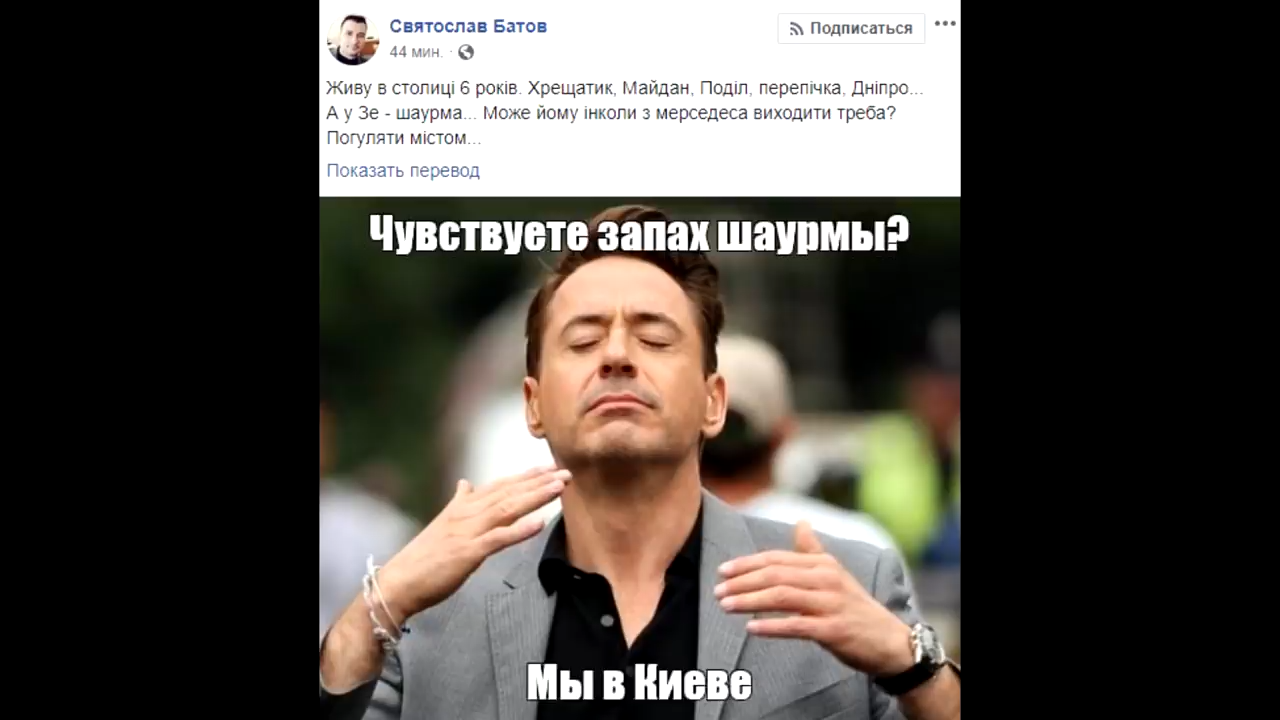 Святослав Батов
Подписаться
44 мин.
Живу в столиці 6 років. Хрещатик, Майдан, Поділ, перепічка, Дніпро...
А у Зе - шаурма... Може йому інколи з мерседеса виходити треба?
Погуляти містом...
Показать перевод
Чувствуете запах шаурмы?
Мы в Киеве